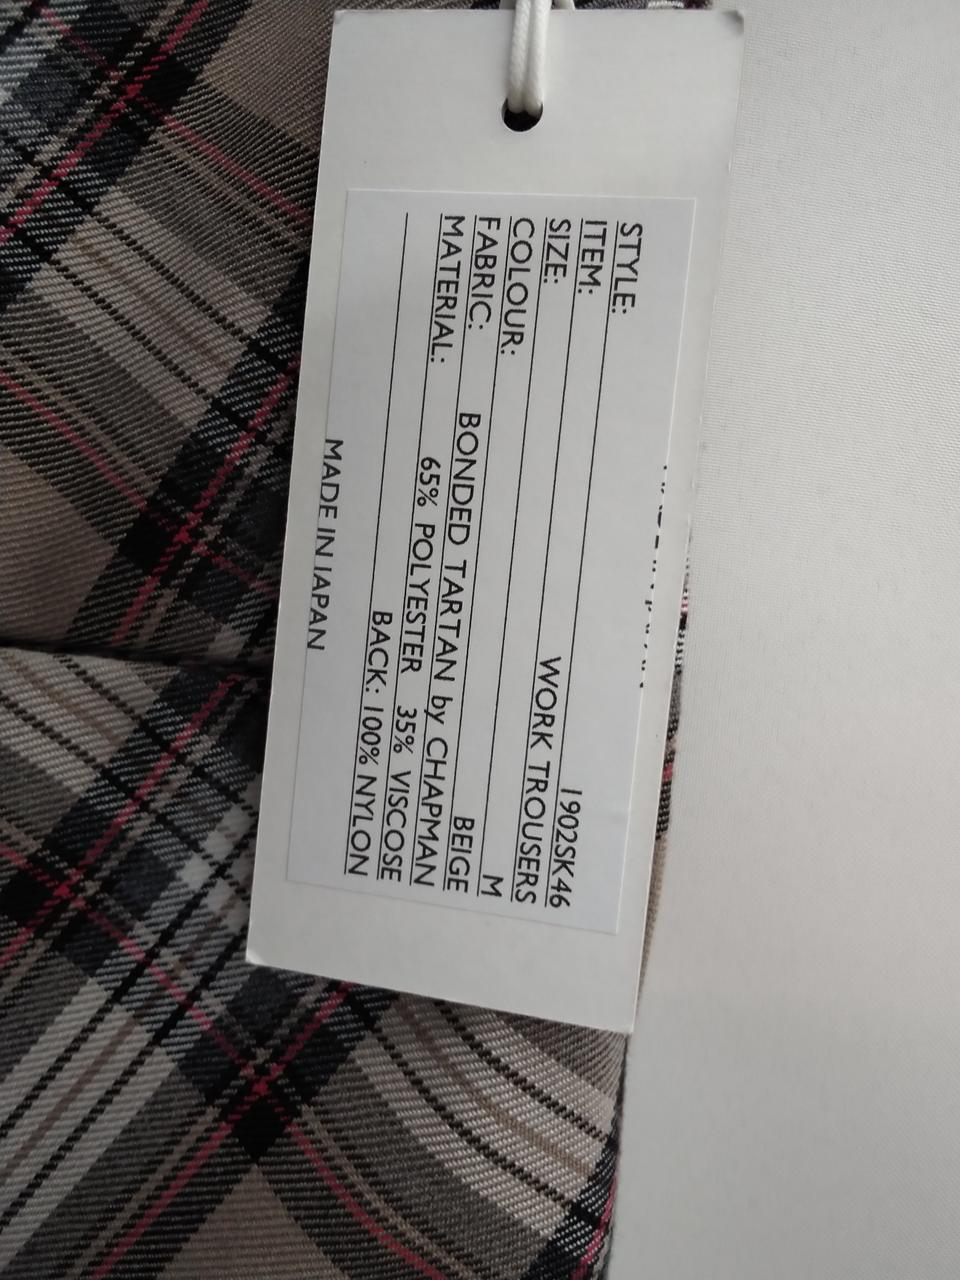 STYLE: 1902SK46
ITEM: WORK TROUSERS
SIZE: M
COLOUR: BEIGE
FABRIC: BONDED TARTAN by CHAPMAN
MATERIAL: 65% POLYESTER 35% VISCOSE
BACK: 100% NYLON
MADE IN JAPAN